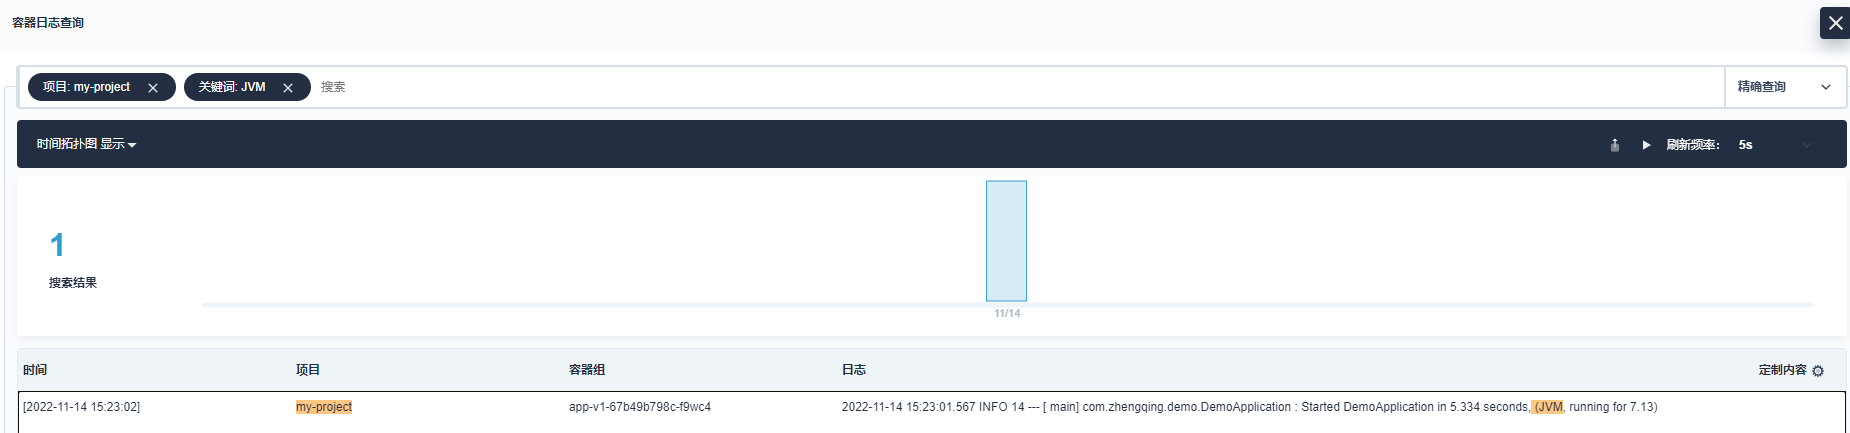 容器日志查询
项目: my-project 关键词: JVM 搜索 精确查询
时间拓扑图 显示 刷新频率: 5s
1
搜索结果
11/14
时间 项目 容器组 日志 定制内容
[2022-11-14 15:23:02] my-project app-v1-67b49b798c-f9wc4 2022-11-14 15:23:01.567 INFO 14 --- [ main] com.zhengqing.demo.DemoApplication : Started DemoApplication in 5.334 seconds, (JVM, running for 7.13)